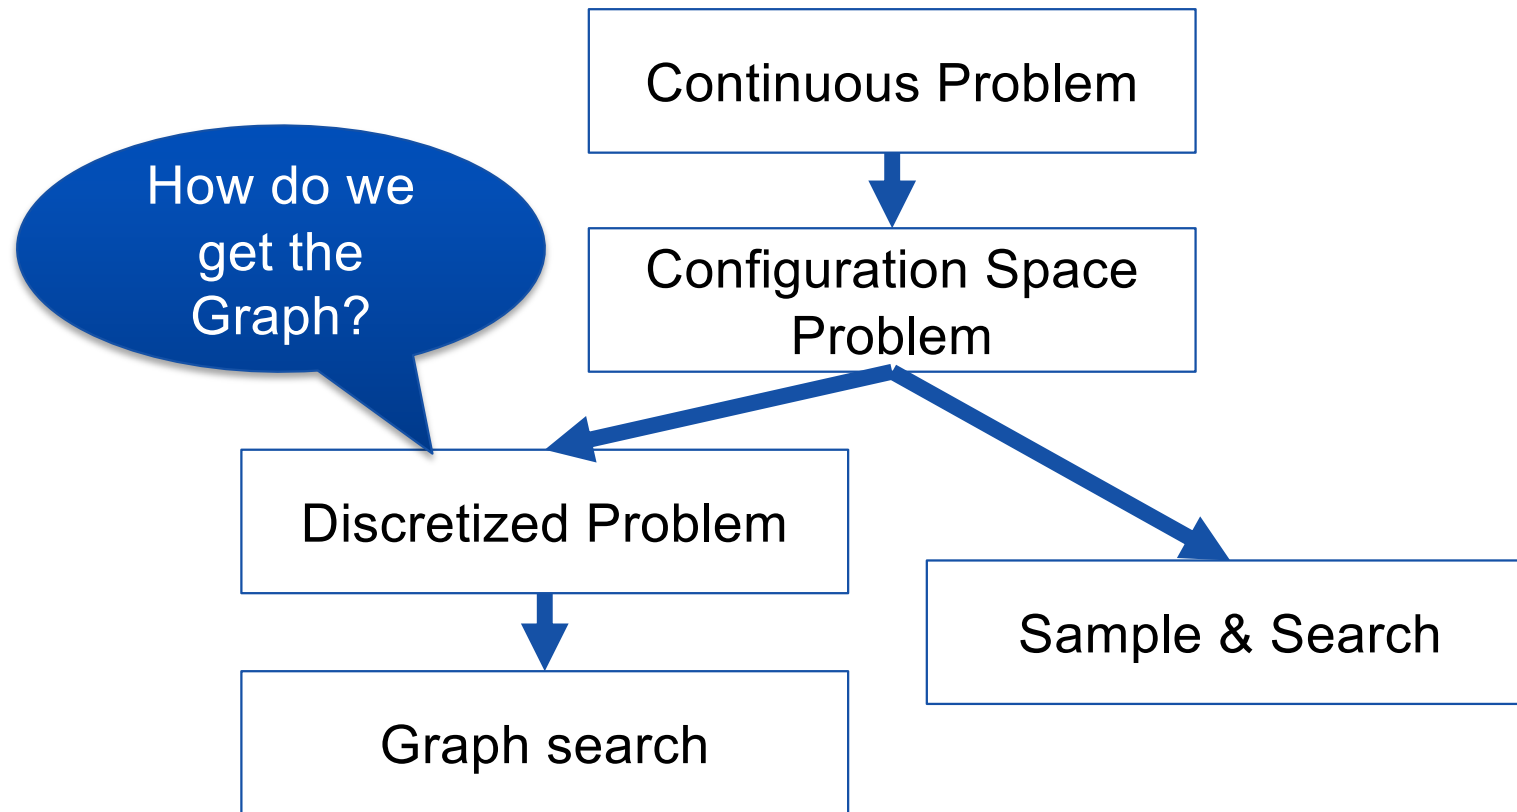 Continuous Problem
How do we
get the
Graph?
Configuration Space
Problem
Discretized Problem
Sample & Search
Graph search